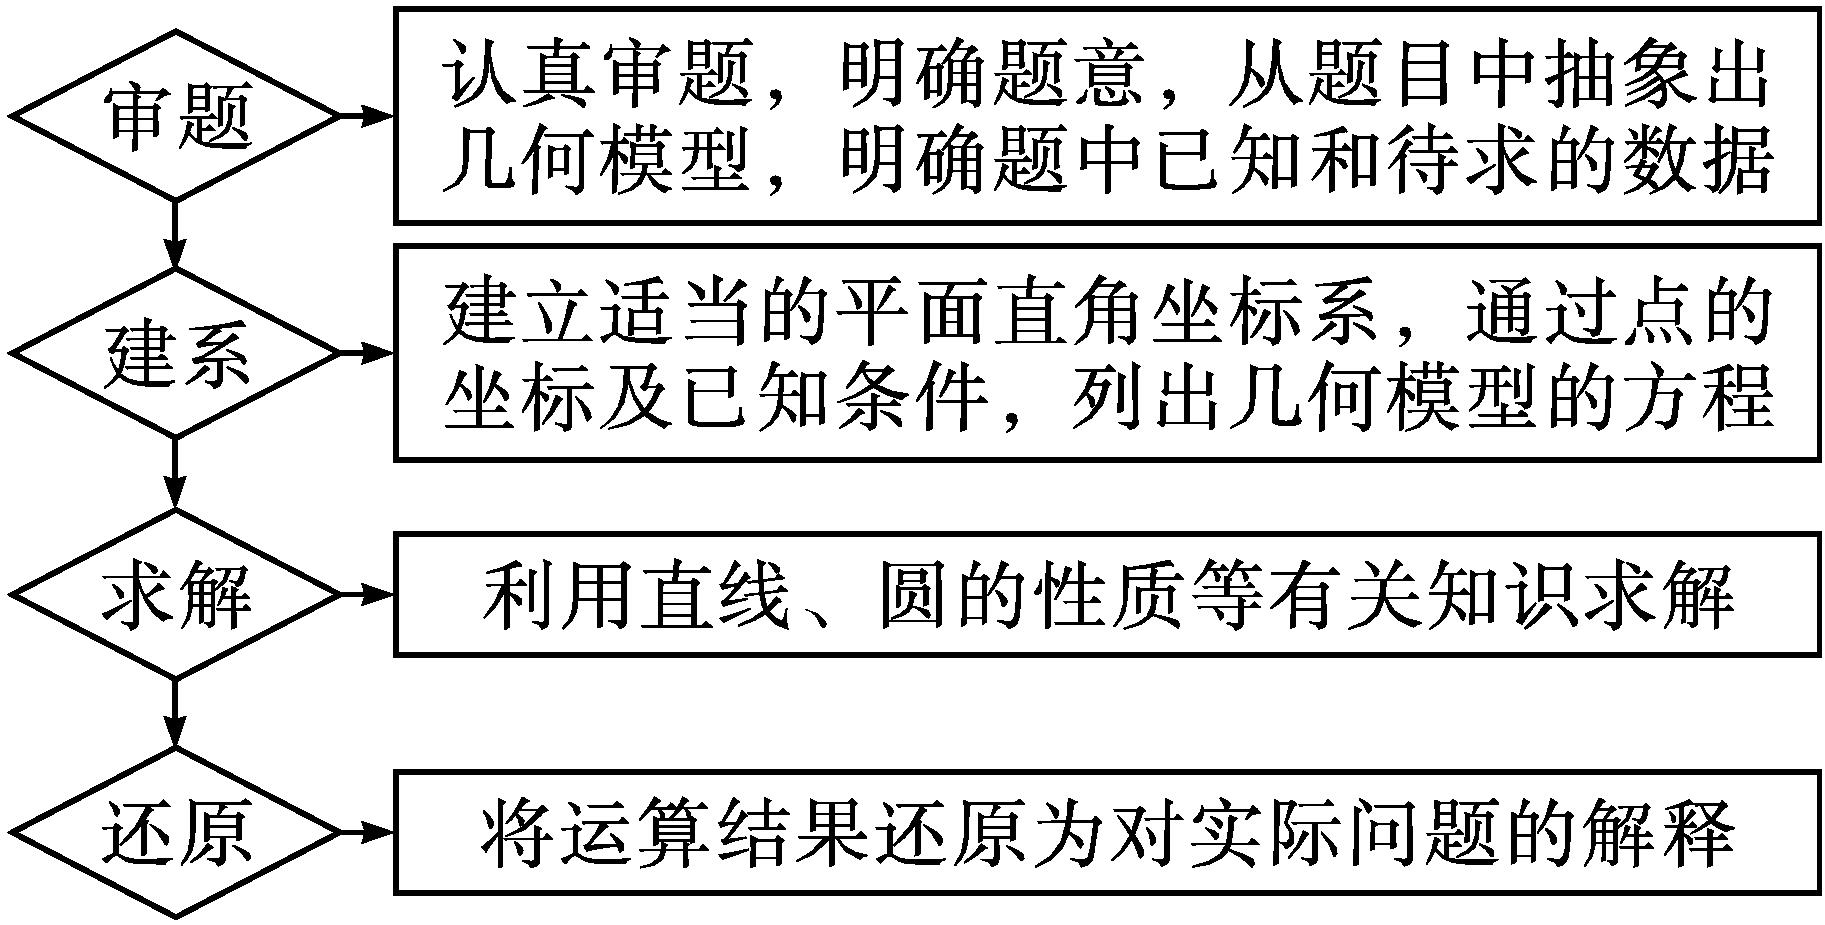 审题
认真审题，明确题意，从题目中抽象出
几何模型，明确题中已知和待求的数据
建系
建立适当的平面直角坐标系，通过点的
坐标及已知条件，列出几何模型的方程
求解
利用直线、圆的性质等有关知识求解
还原
将运算结果还原为对实际问题的解释